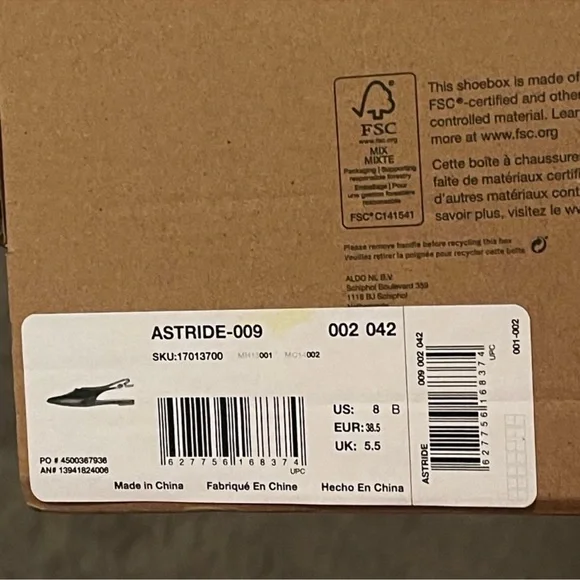 FSC
www.fsc.org
MIX
MIXTE
Packaging | Supporting
responsible forestry
Emballage | Pour
une gestion forestière
responsable
FSC® C141541
This shoebox is made of
FSC®-certified and other
controlled material. Lear
more at www.fsc.org
Cette boîte à chaussure
faite de matériaux certifi
d'autres matériaux cont
savoir plus, visitez le w
Please remove handle before recycling this box
Veuillez retirer la poignée pour recycler cette boîte
ALDO NL B.V.
Schiphol Boulevard 359
1118 BJ Schiphol
ASTRIDE-009 002 042
SKU:17013700 001 002
US: 8 B
EUR: 38.5
UK: 5.5
6 27756 168374
UPC
PO # 4500367936
AN# 13941824006
Made in China Fabriqué En Chine Hecho En China
ASTRIDE 009 002 042
6 27756 168374
UPC
001-002